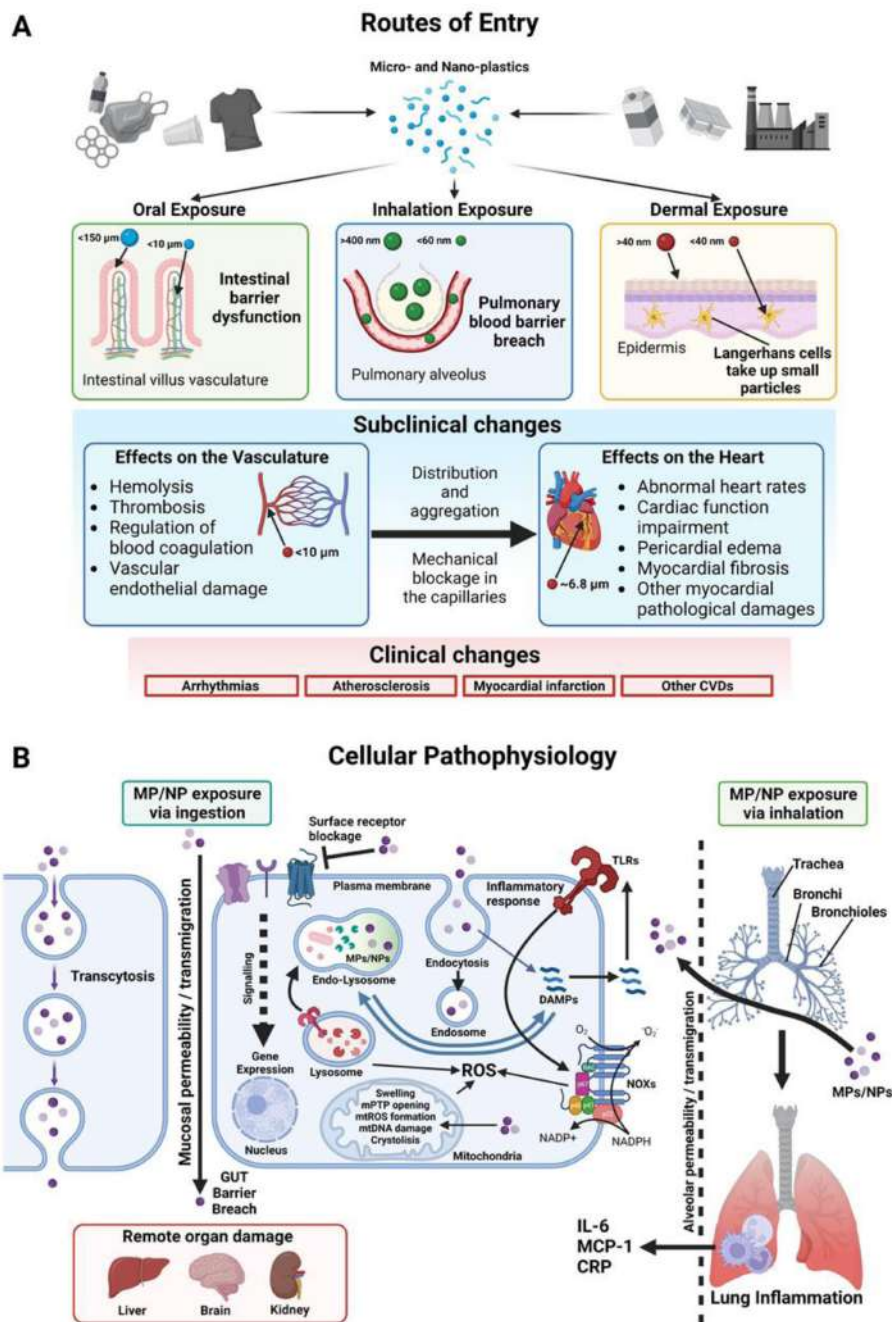 A
Routes of Entry
Micro- and Nano-plastics
Oral Exposure
<150 µm
<10 µm
Intestinal
barrier
dysfunction
Intestinal villus vasculature
Inhalation Exposure
>400 nm
<60 nm
Pulmonary
blood barrier
breach
Pulmonary alveolus
Dermal Exposure
>40 nm
<40 nm
Epidermis
Langerhans cells
take up small
particles
Subclinical changes
Effects on the Vasculature
• Hemolysis
• Thrombosis
• Regulation of
blood coagulation
• Vascular
endothelial damage
<10 µm
Distribution
and
aggregation
Mechanical
blockage in
the capillaries
Effects on the Heart
~6.8 µm
• Abnormal heart rates
• Cardiac function
impairment
• Pericardial edema
• Myocardial fibrosis
• Other myocardial
pathological damages
Clinical changes
Arrhythmias
Atherosclerosis
Myocardial infarction
Other CVDs
B
Cellular Pathophysiology
MP/NP exposure
via ingestion
Transcytosis
Mucosal permeability / transmigration
GUT
Barrier
Breach
Surface receptor
blockage
Plasma membrane
Signalling
Gene
Expression
Nucleus
MPs/NPs
Endo-Lysosome
Lysosome
Endocytosis
Endosome
Inflammatory
response
TLRs
DAMPs
ROS
Swelling
mPTP opening
mtROS formation
mtDNA damage
Crystolisis
Mitochondria
O2
·O2-
NOXs
NADP+
NADPH
MP/NP exposure
via inhalation
Trachea
Bronchi
Bronchioles
MPs/NPs
Alveolar permeability / transmigration
IL-6
MCP-1
CRP
Lung Inflammation
Remote organ damage
Liver
Brain
Kidney